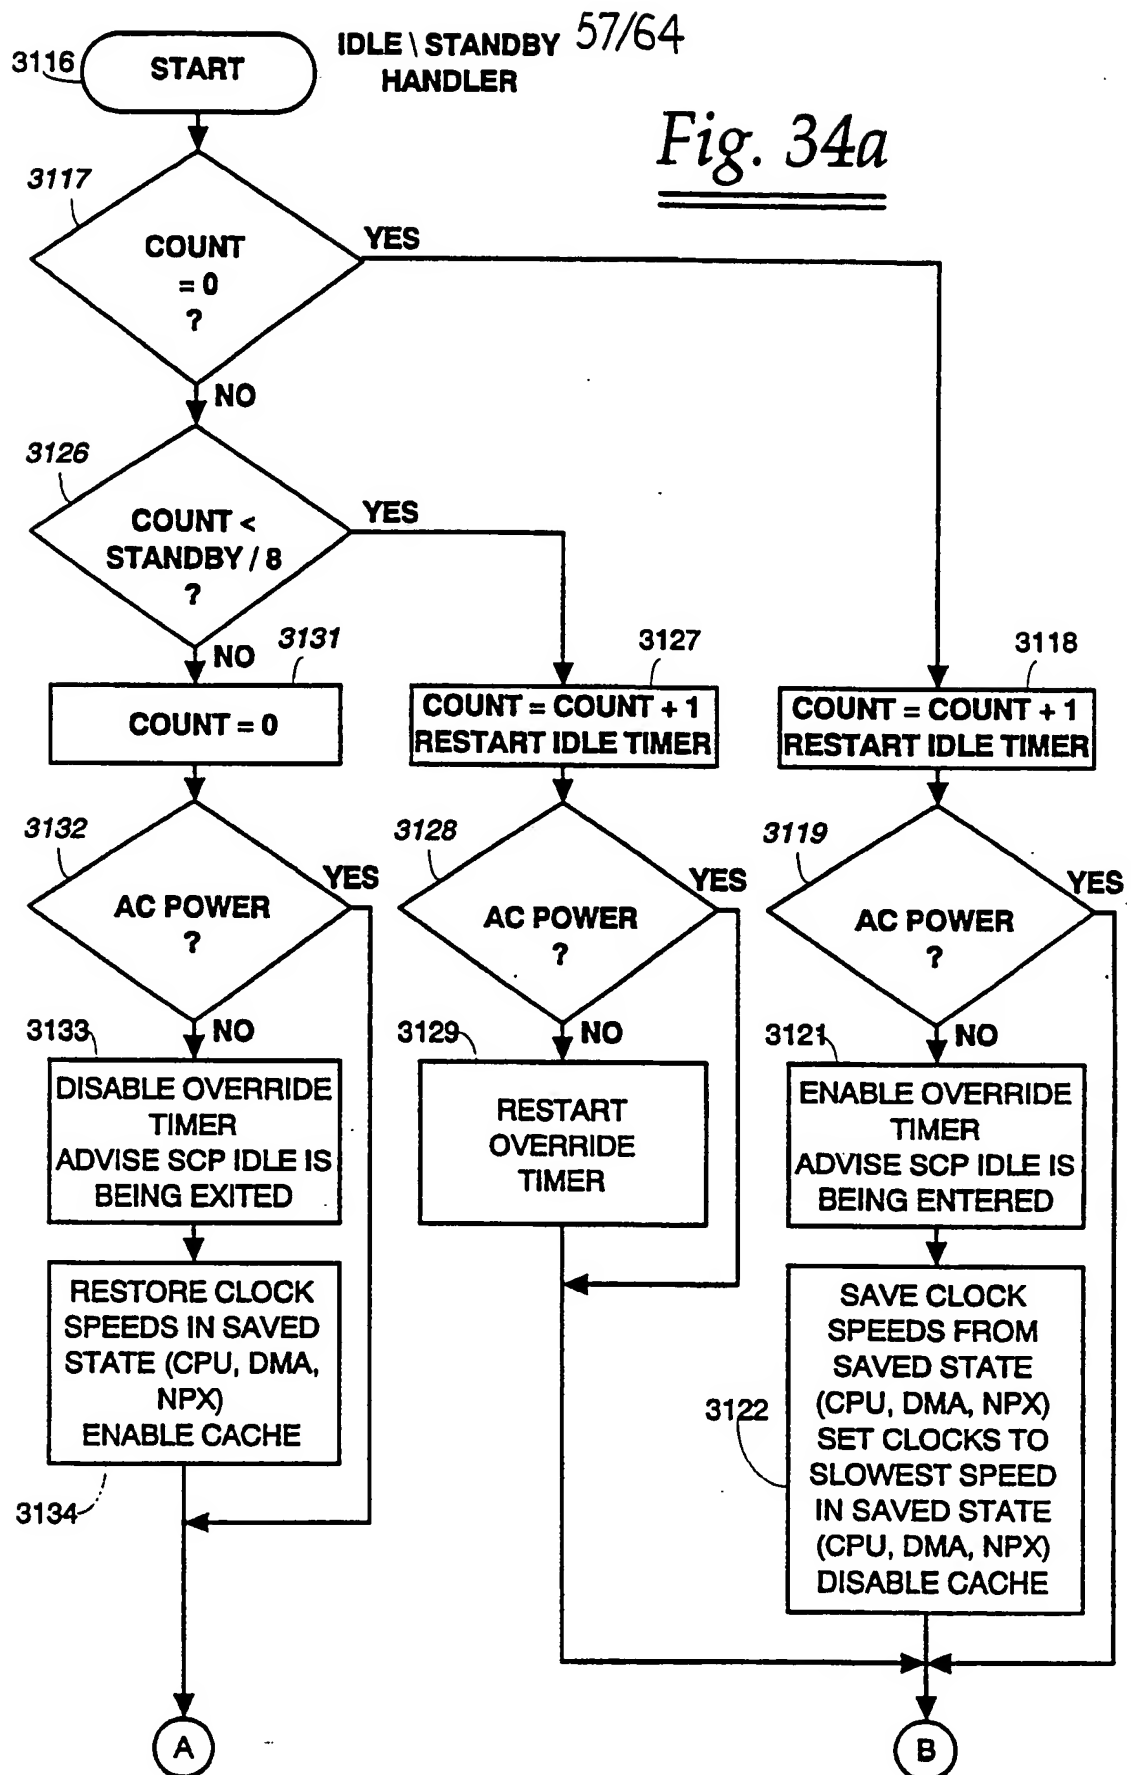 3116
START
IDLE \ STANDBY
HANDLER
57/64
Fig. 34a
3117
COUNT
= 0
?
YES
NO
3126
COUNT <
STANDBY / 8
?
YES
NO
3131
COUNT = 0
3127
COUNT = COUNT + 1
RESTART IDLE TIMER
3118
COUNT = COUNT + 1
RESTART IDLE TIMER
3132
AC POWER
?
YES
NO
3128
AC POWER
?
YES
NO
3119
AC POWER
?
YES
NO
3133
DISABLE OVERRIDE
TIMER
ADVISE SCP IDLE IS
BEING EXITED
3129
RESTART
OVERRIDE
TIMER
3121
ENABLE OVERRIDE
TIMER
ADVISE SCP IDLE IS
BEING ENTERED
RESTORE CLOCK
SPEEDS IN SAVED
STATE (CPU, DMA,
NPX)
ENABLE CACHE
3134
3122
SAVE CLOCK
SPEEDS FROM
SAVED STATE
(CPU, DMA, NPX)
SET CLOCKS TO
SLOWEST SPEED
IN SAVED STATE
(CPU, DMA, NPX)
DISABLE CACHE
A
B